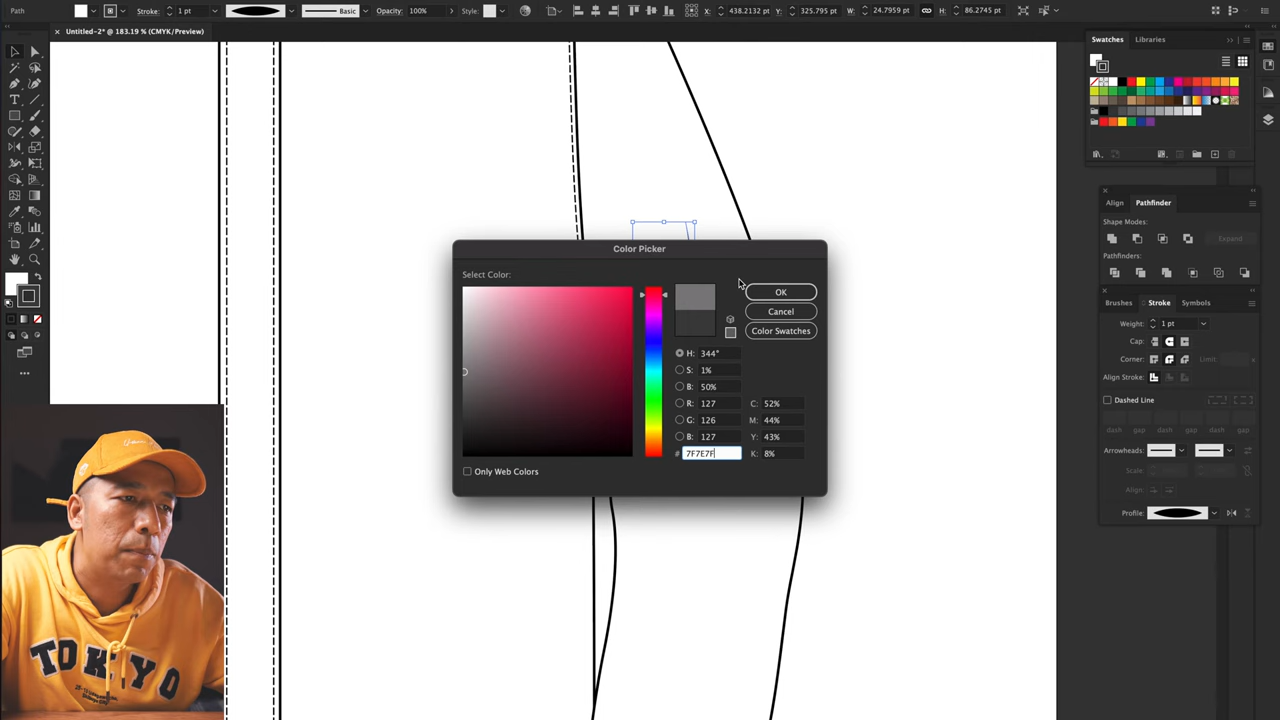 Path Stroke: 1 pt Basic Opacity: 100% Style: X: 438.2132 pt Y: 325.795 pt W: 24.7959 pt H: 86.2745 pt
Untitled-2* @ 183.19 % (CMYK/Preview)
Swatches Libraries
Align Pathfinder
Shape Modes:
Expand
Pathfinders:
Brushes Stroke Symbols
Weight: 1 pt
Cap:
Corner: Limit:
Align Stroke:
Dashed Line
dash gap dash gap dash gap
Arrowheads:
Scale:
Align:
Profile:
Color Picker
Select Color:
OK
Cancel
Color Swatches
H: 344°
S: 1%
B: 50%
R: 127 C: 52%
G: 126 M: 44%
B: 127 Y: 43%
# 7F7E7F K: 8%
Only Web Colors
TOKYO